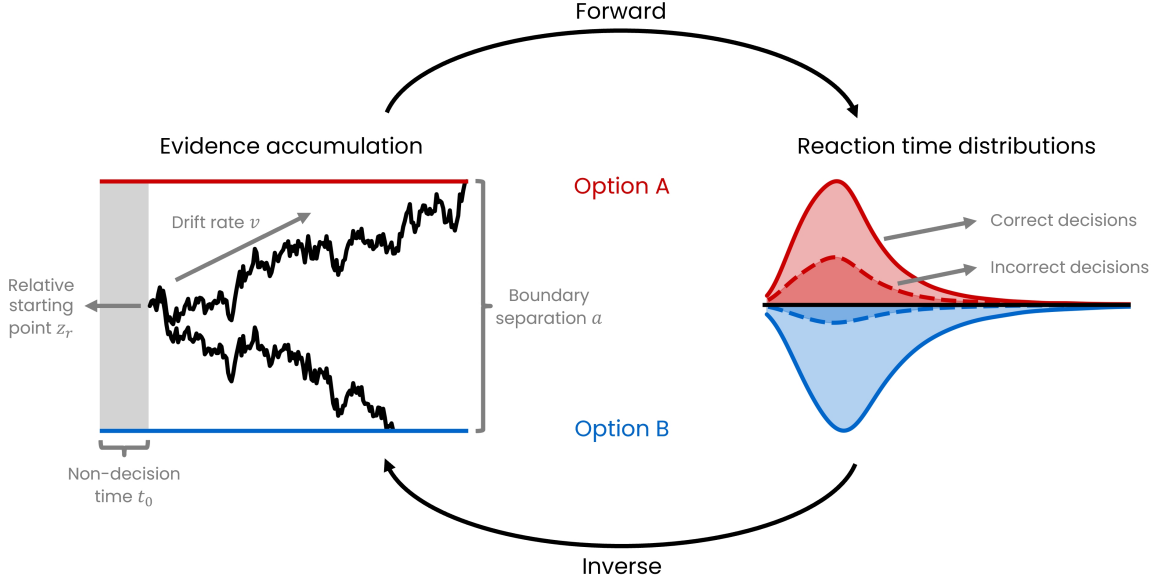 Forward
Evidence accumulation
Reaction time distributions
Option A
Drift rate v
Correct decisions
Incorrect decisions
Relative
starting
point zᵣ
Boundary
separation a
Option B
Non-decision
time t₀
Inverse